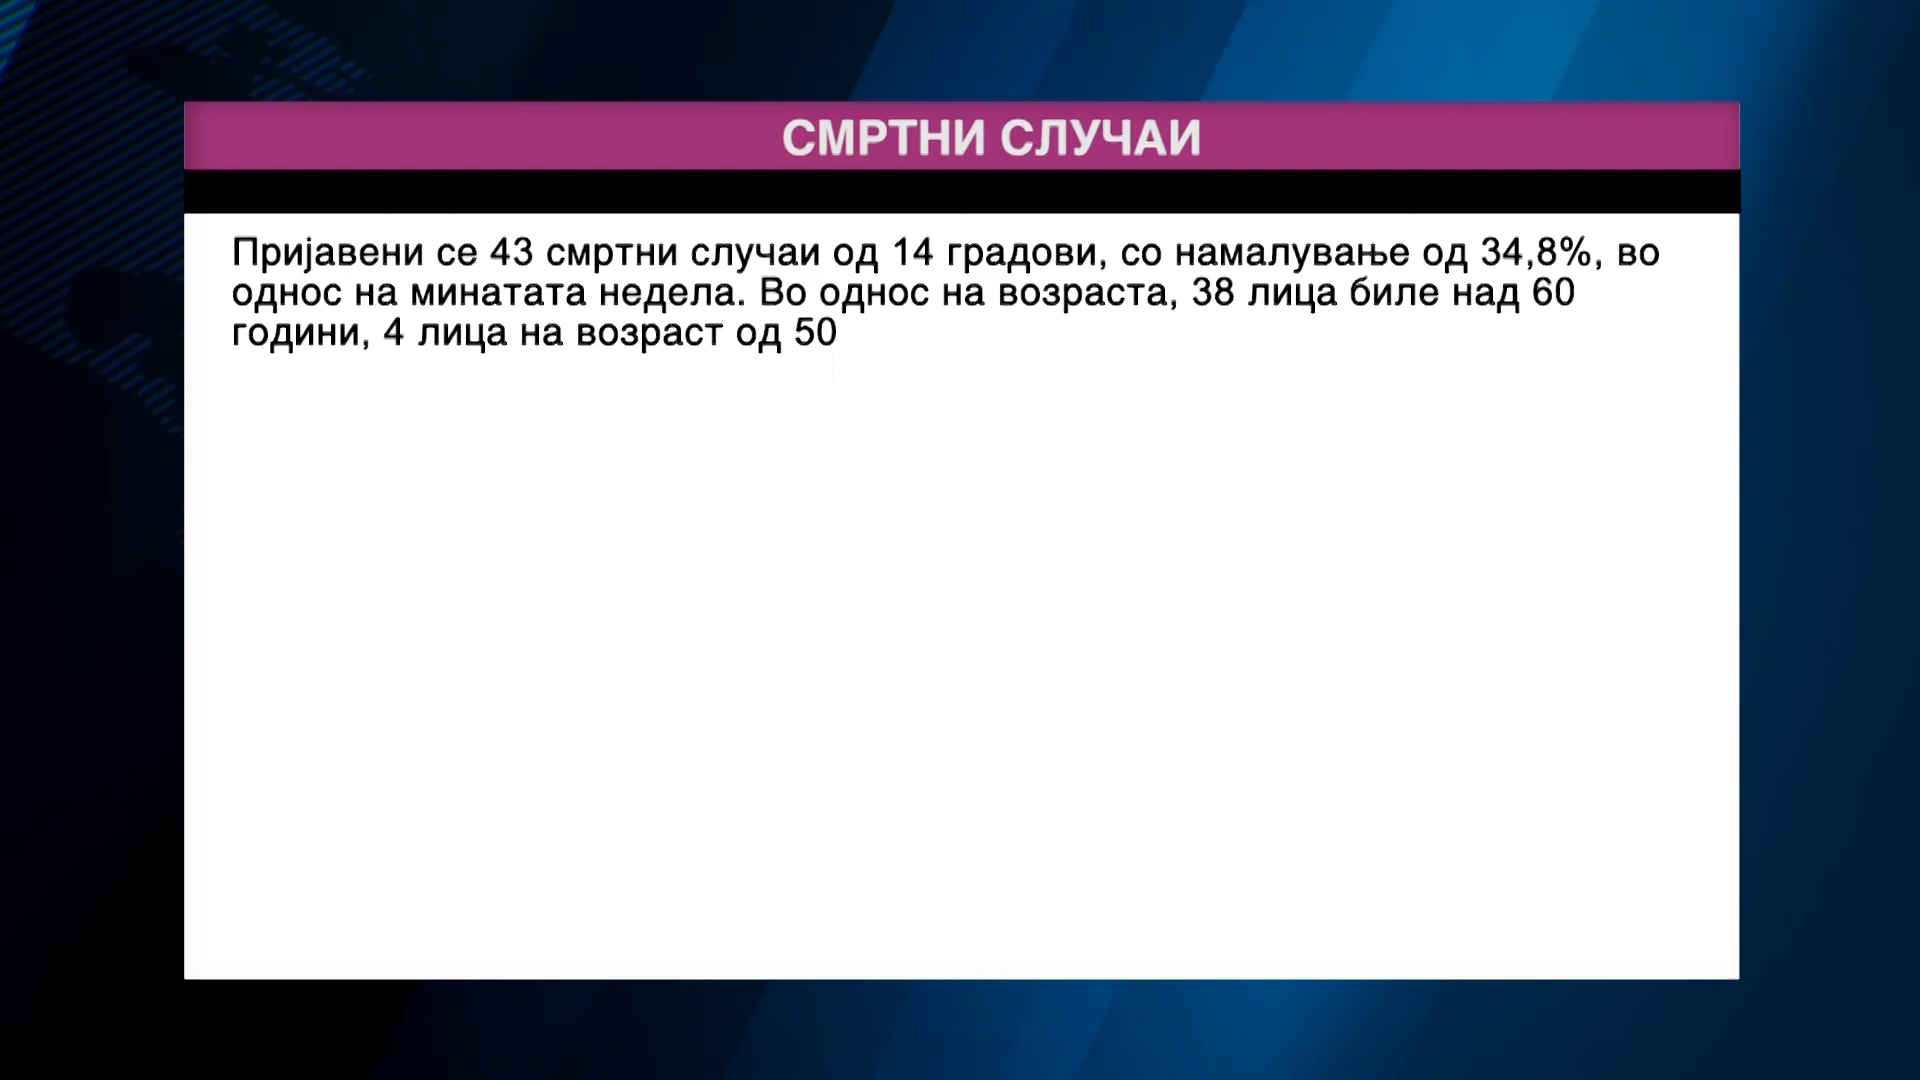 СМРТНИ СЛУЧАИ
Пријавени се 43 смртни случаи од 14 градови, со намалување од 34,8%, во
однос на минатата недела. Во однос на возраста, 38 лица биле над 60
години, 4 лица на возраст од 50